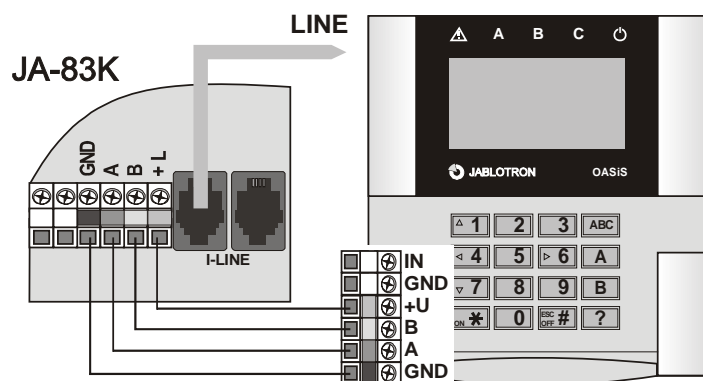 LINE
JA-83K
GND
A
B
+L
I-LINE
A B C
JABLOTRON OASiS
1 2 3 ABC
4 5 6 A
7 8 9 B
ON * 0 ESC OFF # ?
IN
GND
+U
B
A
GND